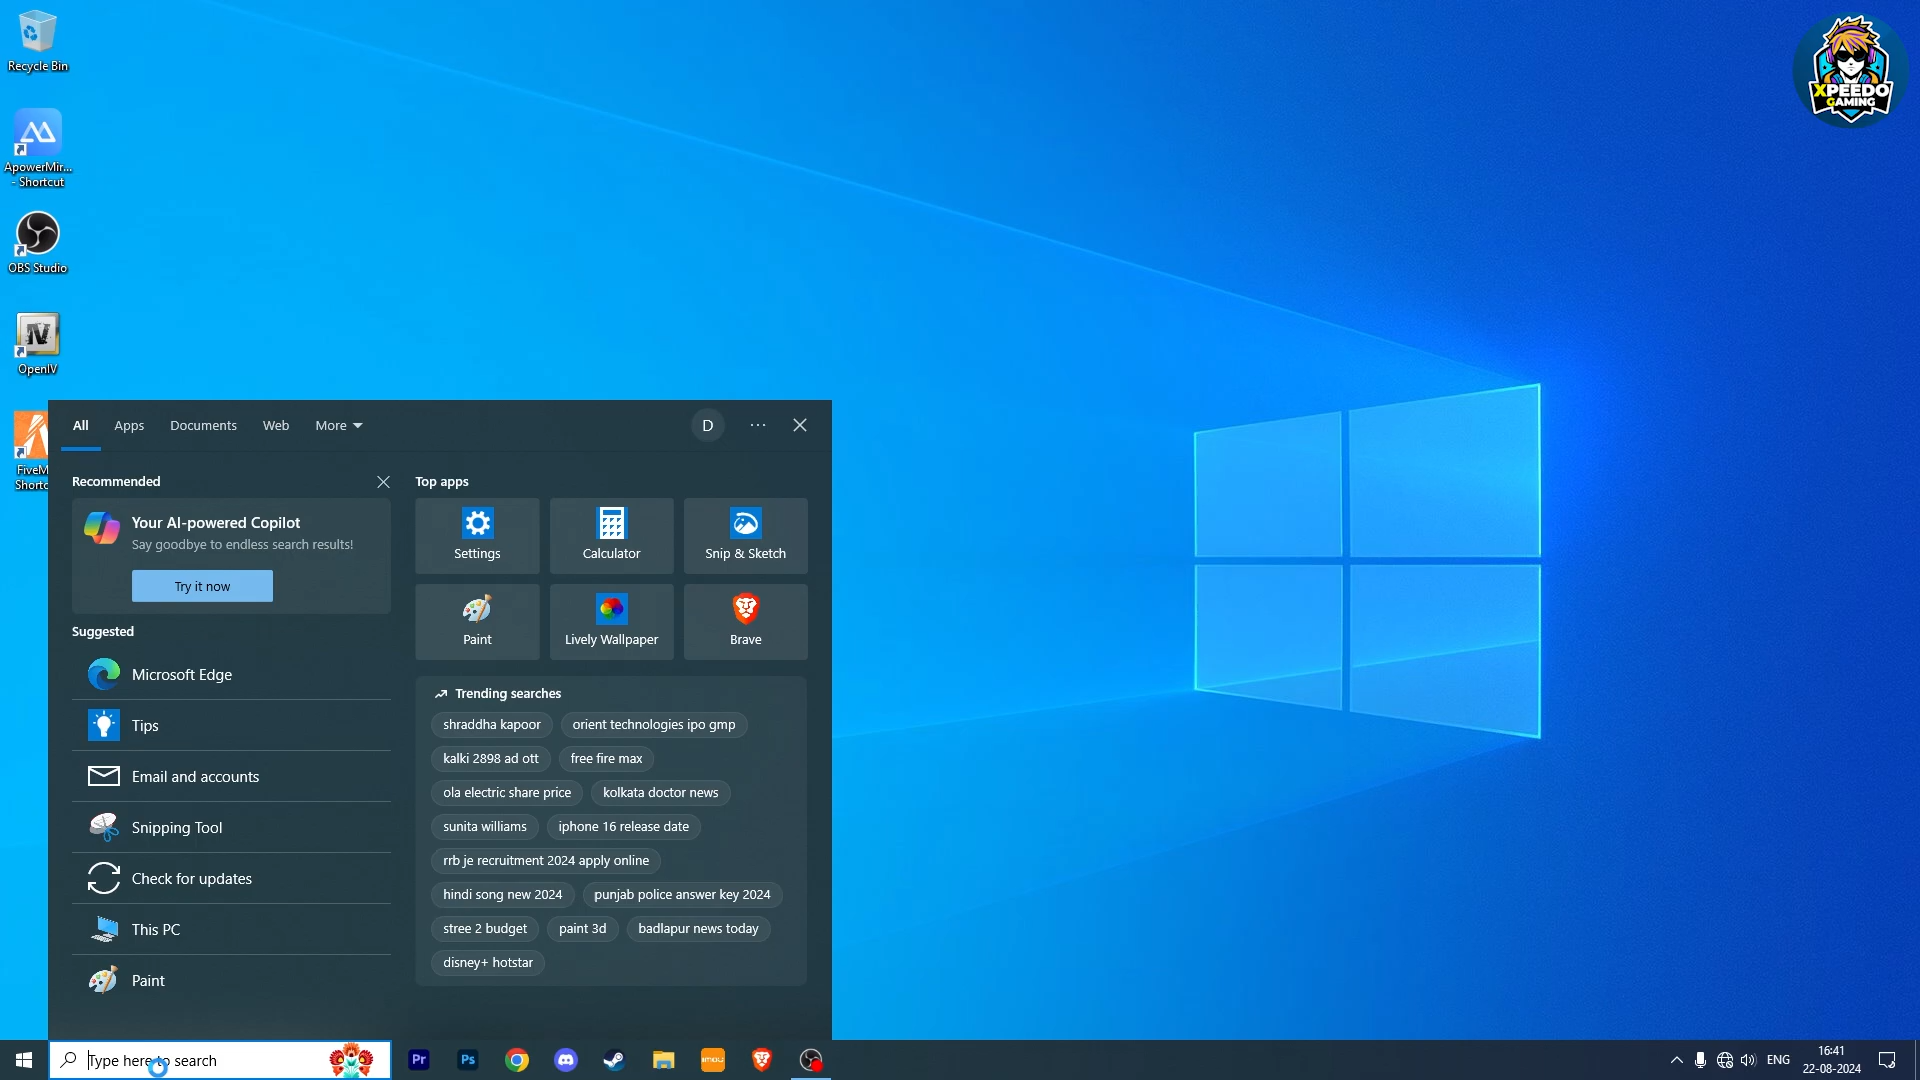 Recycle Bin
ApowerMir...
- Shortcut
OBS Studio
OpenIV
FiveM
Shortc
XPEEDO
GAMING
All
Apps
Documents
Web
More
D
Recommended
Your AI-powered Copilot
Say goodbye to endless search results!
Try it now
Suggested
Microsoft Edge
Tips
Email and accounts
Snipping Tool
Check for updates
This PC
Paint
Top apps
Settings
Calculator
Snip & Sketch
Paint
Lively Wallpaper
Brave
Trending searches
shraddha kapoor
orient technologies ipo gmp
kalki 2898 ad ott
free fire max
ola electric share price
kolkata doctor news
sunita williams
iphone 16 release date
rrb je recruitment 2024 apply online
hindi song new 2024
punjab police answer key 2024
stree 2 budget
paint 3d
badlapur news today
disney+ hotstar
Type here to search
Pr
Ps
imou
ENG
16:41
22-08-2024